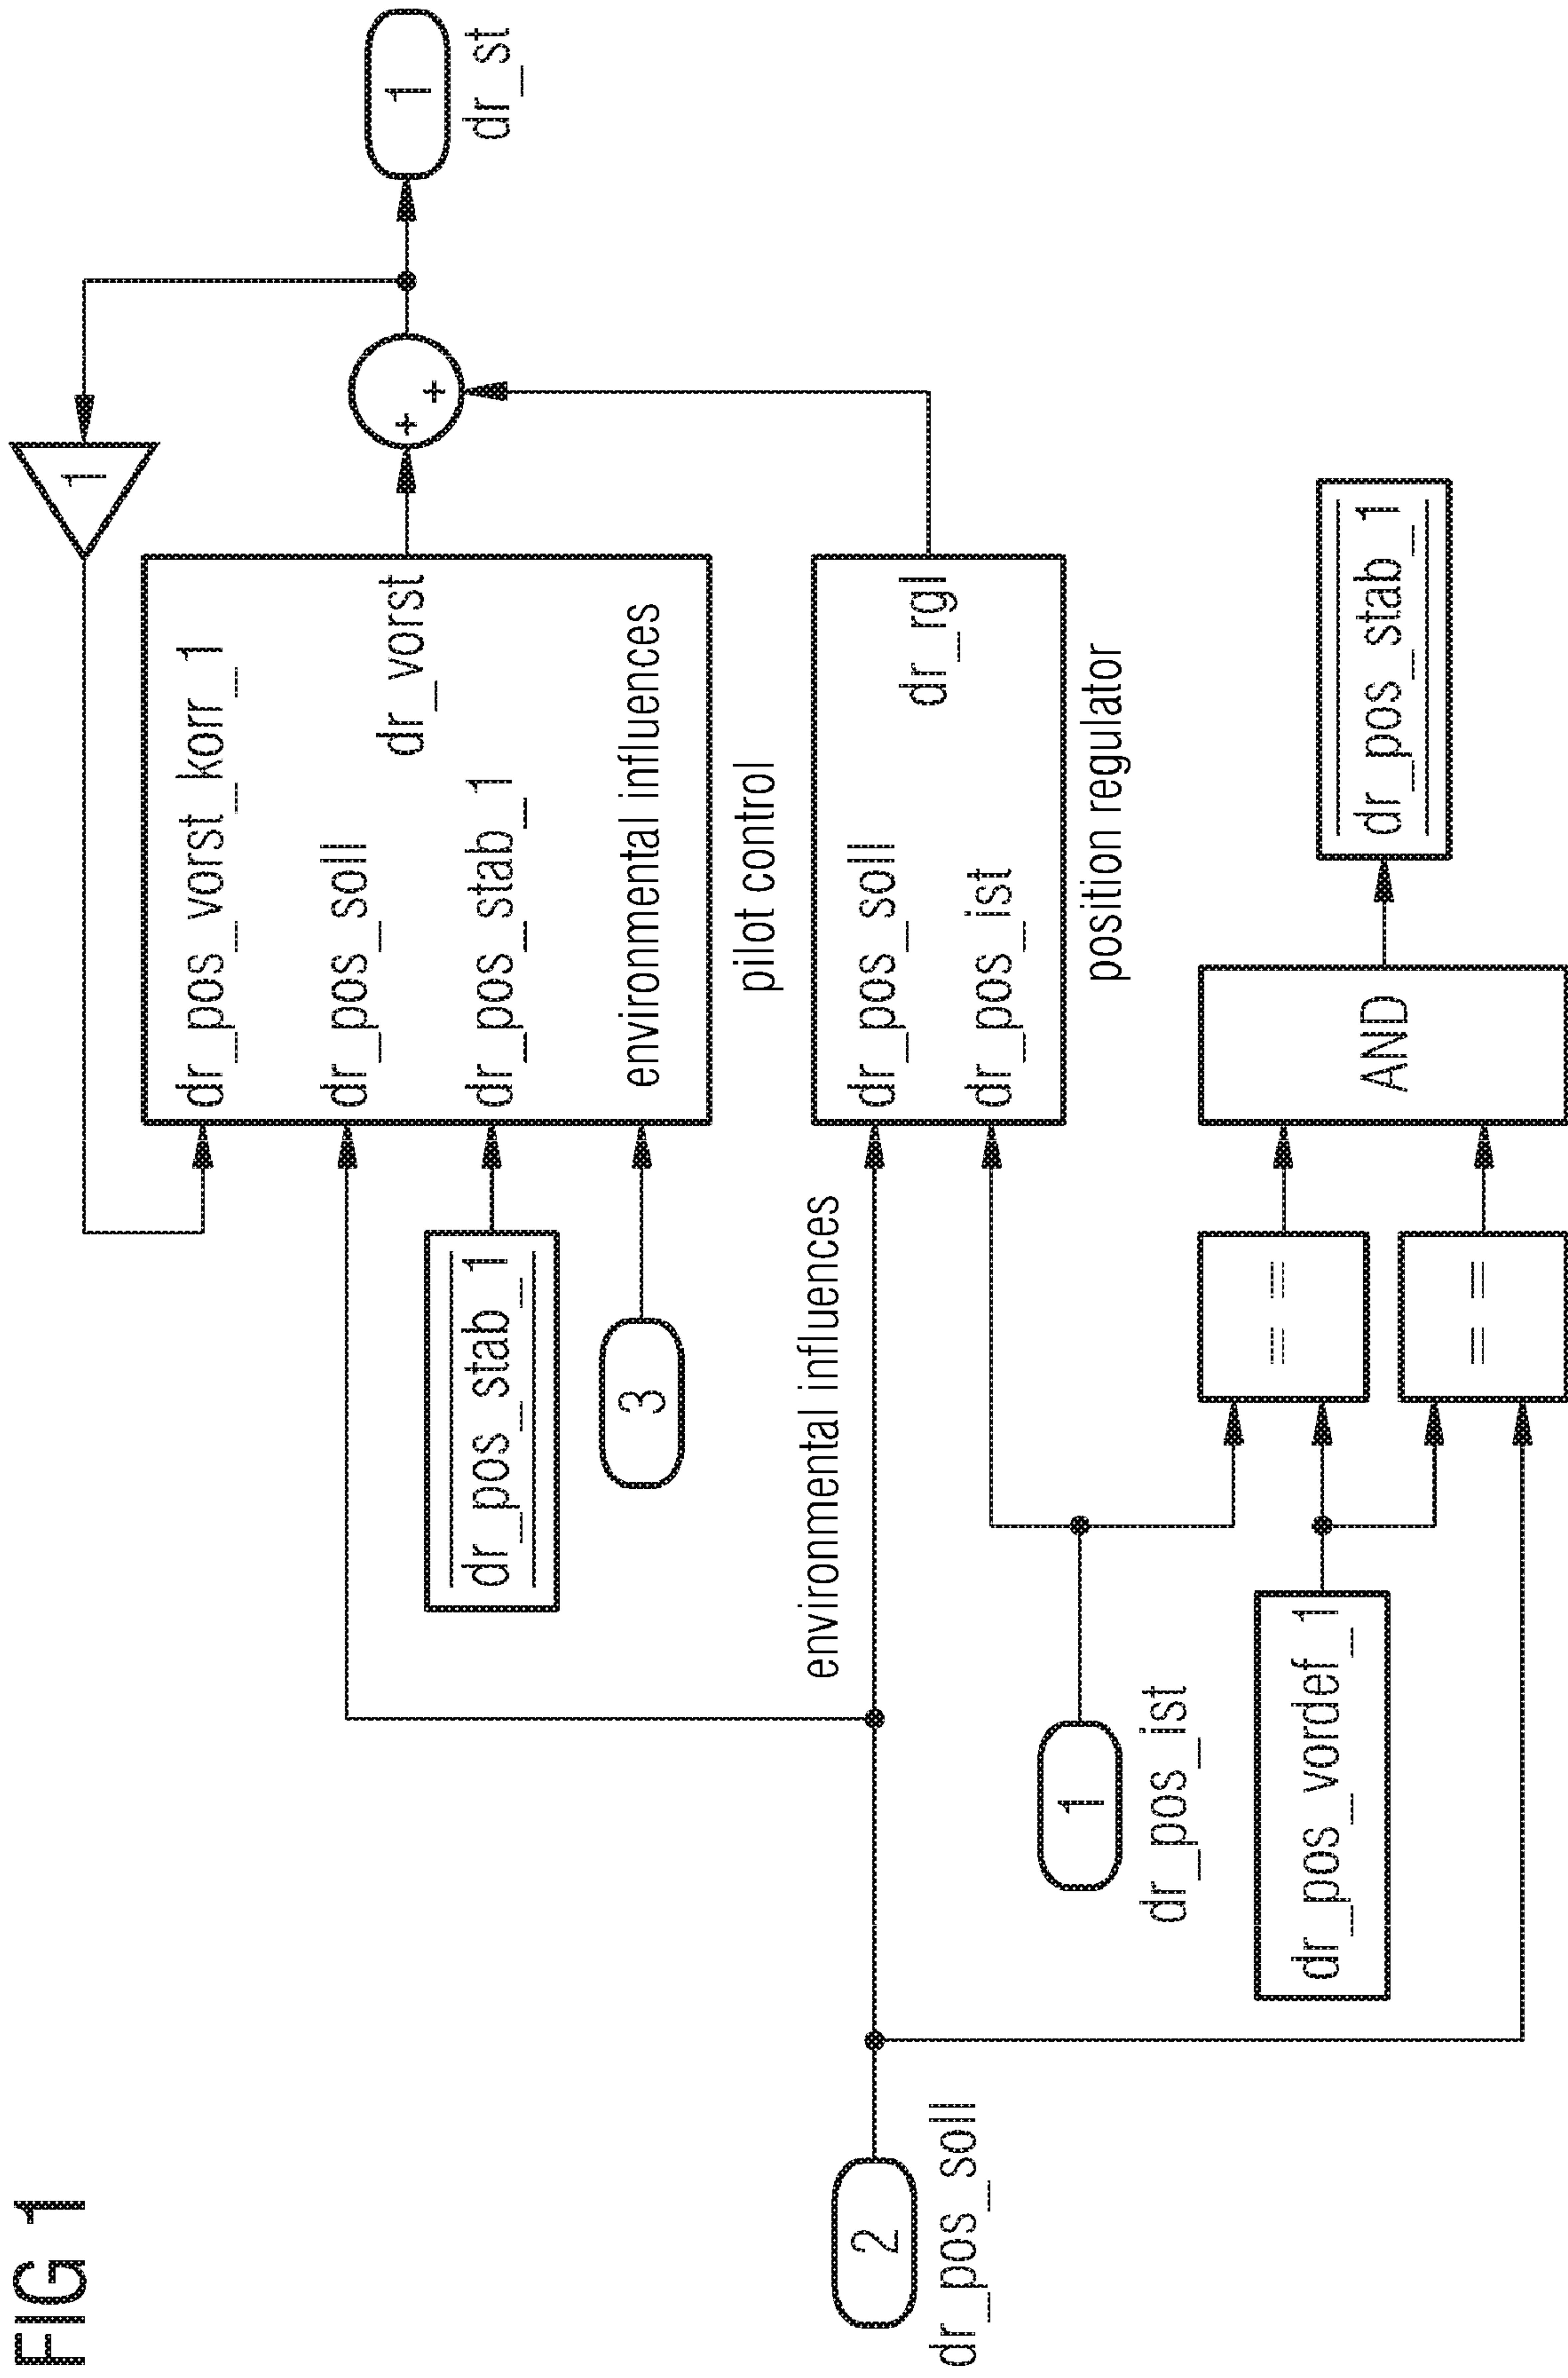 FIG 1
1
dr_pos_vorst_korr_1
dr_pos_soll
dr_vorst
dr_pos_stab_1
environmental influences
pilot control
+
+
1
dr_st
dr_pos_stab_1
3
environmental influences
dr_pos_soll
dr_rgl
dr_pos_ist
position regulator
2
dr_pos_soll
1
dr_pos_ist
dr_pos_vordef_1
= =
= =
AND
dr_pos_stab_1